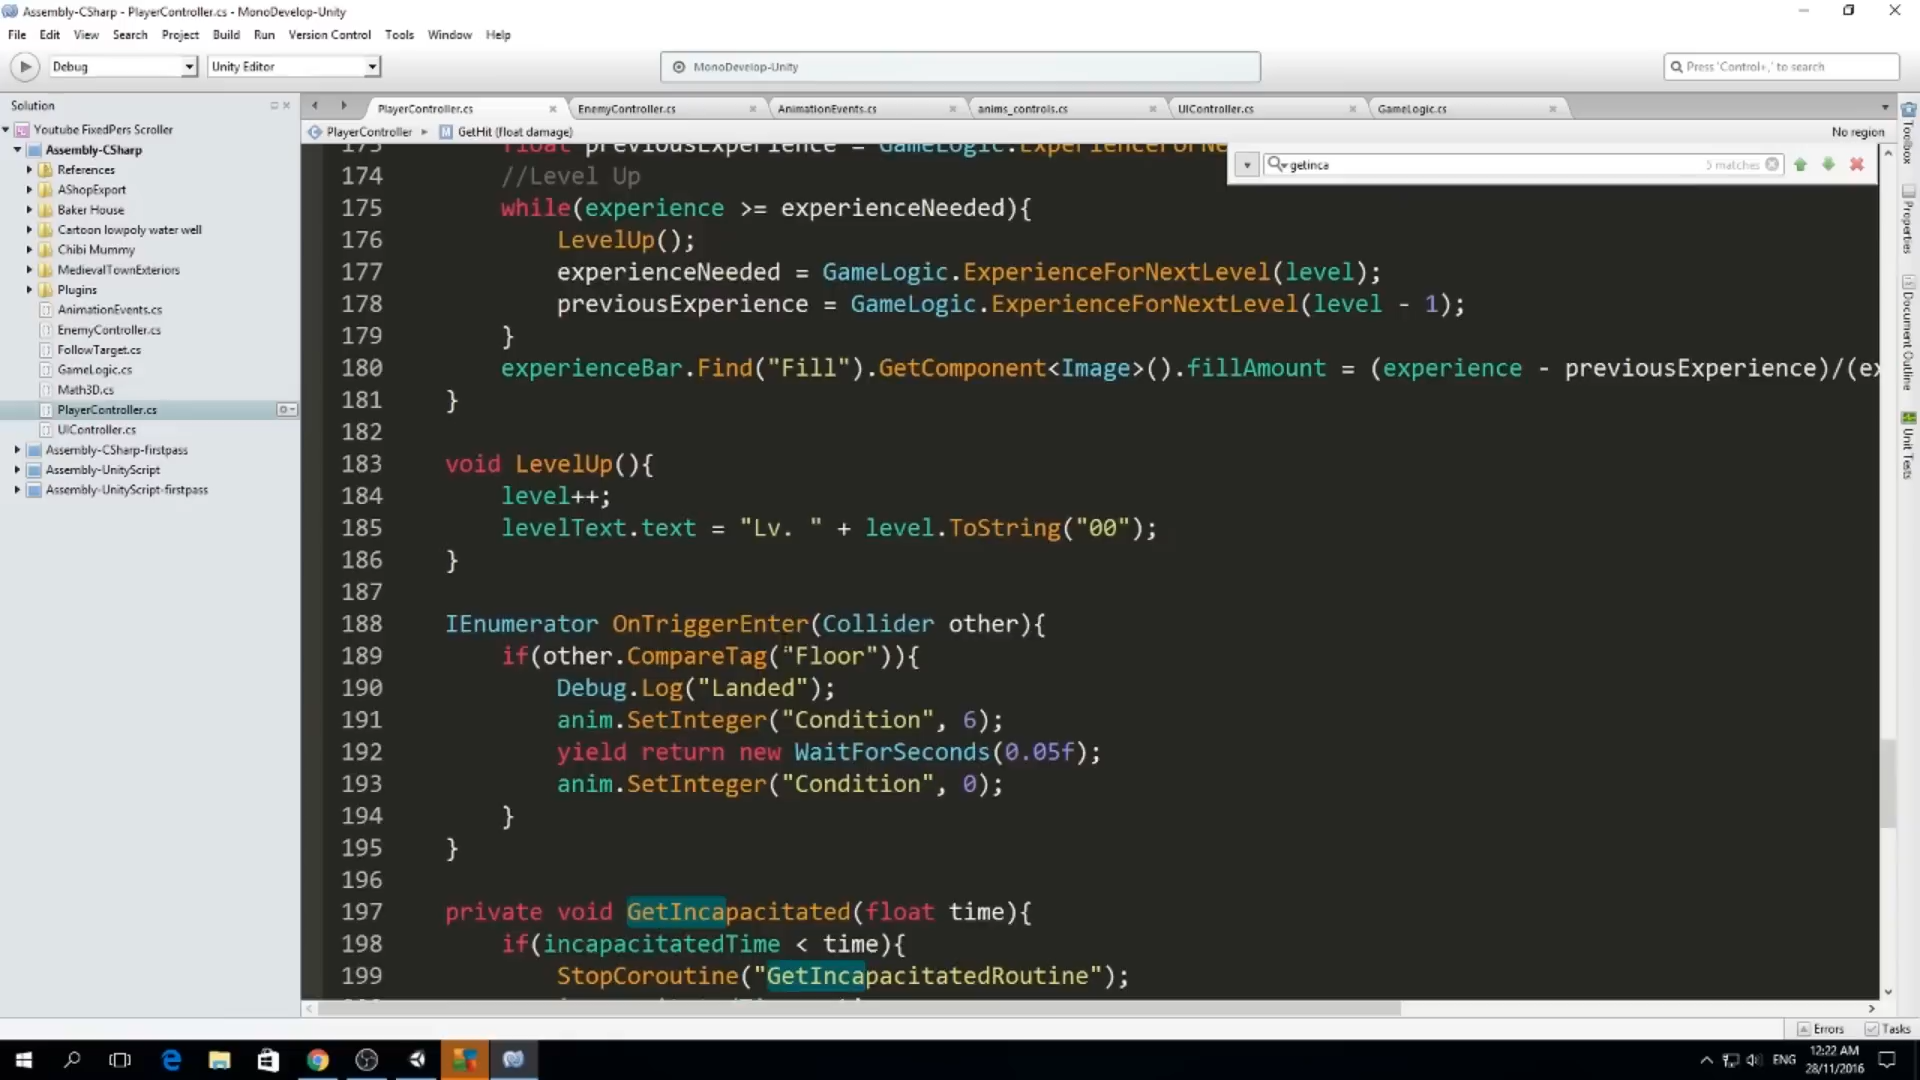 Assembly-CSharp - PlayerController.cs - MonoDevelop-Unity
File Edit View Search Project Build Run Version Control Tools Window Help
Debug Unity Editor MonoDevelop-Unity Press 'Control+,' to search
Solution
Youtube FixedPers Scroller
Assembly-CSharp
References
AShopExport
Baker House
Cartoon lowpoly water well
Chibi Mummy
MedievalTownExteriors
Plugins
AnimationEvents.cs
EnemyController.cs
FollowTarget.cs
GameLogic.cs
Math3D.cs
PlayerController.cs
UIController.cs
Assembly-CSharp-firstpass
Assembly-UnityScript
Assembly-UnityScript-firstpass
PlayerController.cs EnemyController.cs AnimationEvents.cs anims_controls.cs UIController.cs GameLogic.cs
PlayerController GetHit (float damage) No region
getinca 5 matches
173 float previousExperience = GameLogic.ExperienceForNe
174 //Level Up
175 while(experience >= experienceNeeded){
176 LevelUp();
177 experienceNeeded = GameLogic.ExperienceForNextLevel(level);
178 previousExperience = GameLogic.ExperienceForNextLevel(level - 1);
179 }
180 experienceBar.Find("Fill").GetComponent<Image>().fillAmount = (experience - previousExperience)/(ex
181 }
182
183 void LevelUp(){
184 level++;
185 levelText.text = "Lv. " + level.ToString("00");
186 }
187
188 IEnumerator OnTriggerEnter(Collider other){
189 if(other.CompareTag("Floor")){
190 Debug.Log("Landed");
191 anim.SetInteger("Condition", 6);
192 yield return new WaitForSeconds(0.05f);
193 anim.SetInteger("Condition", 0);
194 }
195 }
196
197 private void GetIncapacitated(float time){
198 if(incapacitatedTime < time){
199 StopCoroutine("GetIncapacitatedRoutine");
Toolbox
Properties
Document Outline
Unit Tests
Errors Tasks
ENG 12:22 AM
28/11/2016